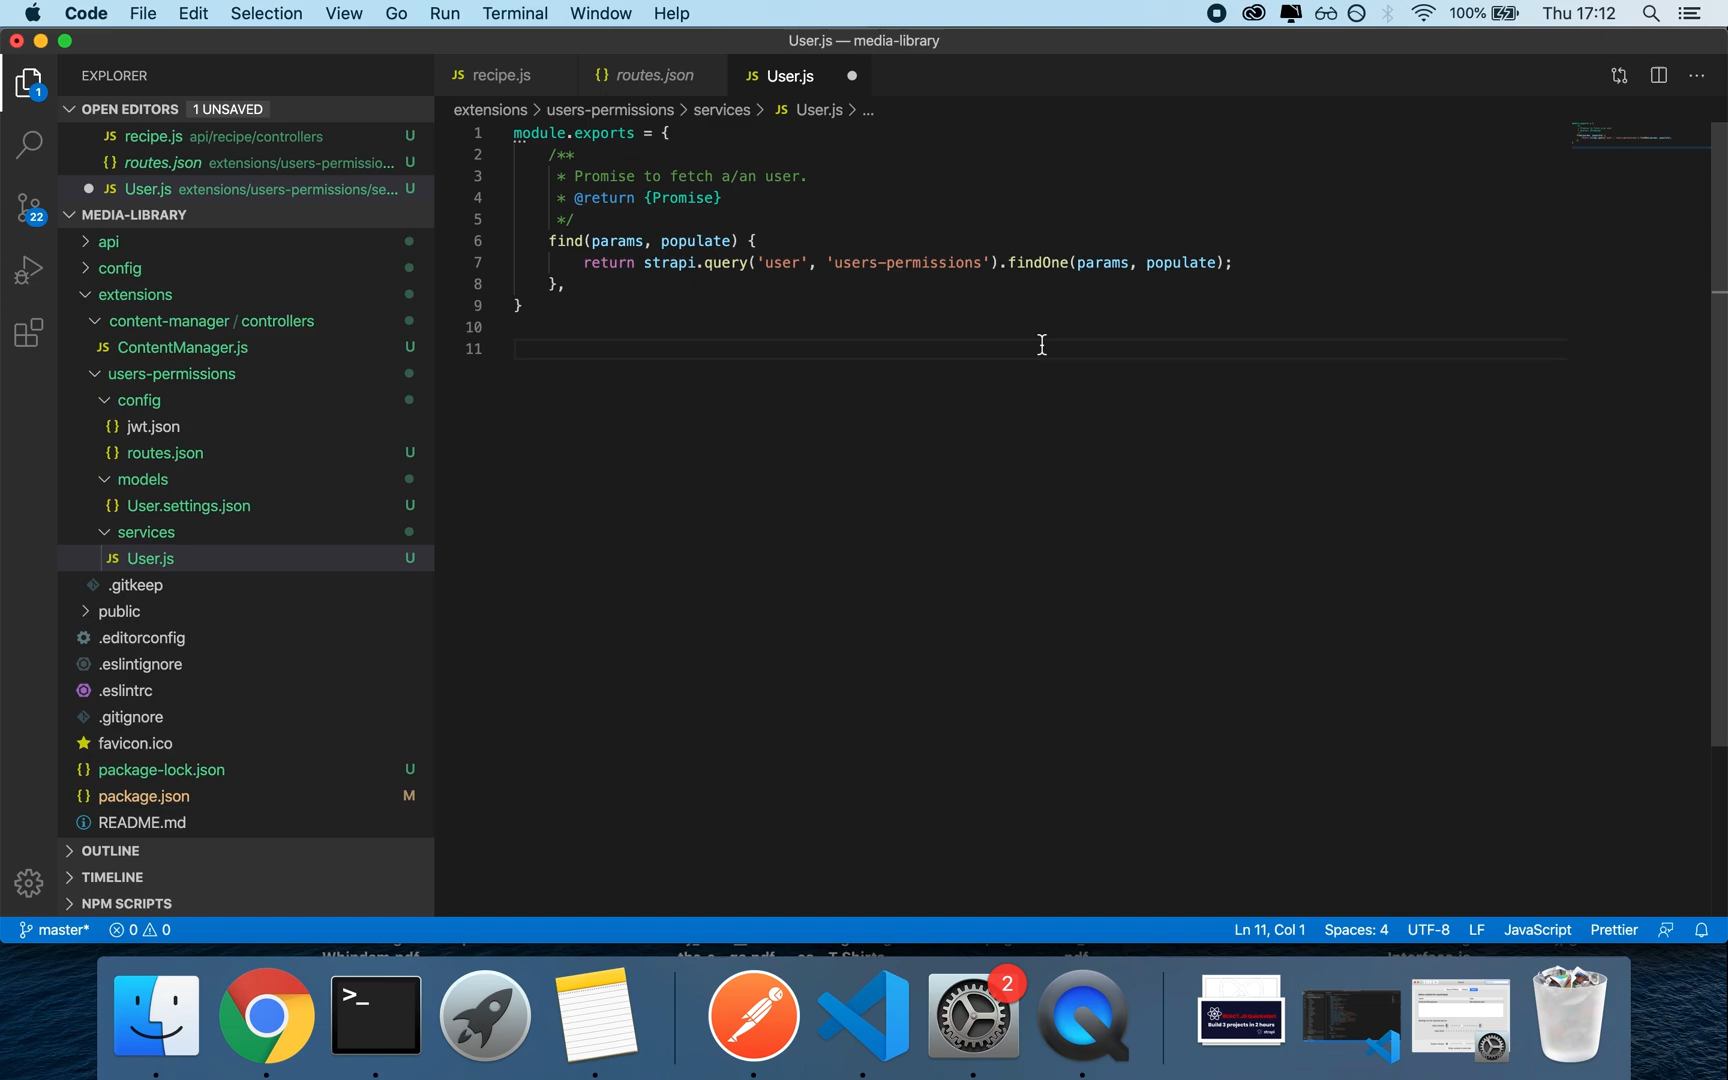 Code File Edit Selection View Go Run Terminal Window Help 100% Thu 17:12
User.js — media-library
EXPLORER
OPEN EDITORS 1 UNSAVED
JS recipe.js api/recipe/controllers U
{} routes.json extensions/users-permissio... U
JS User.js extensions/users-permissions/se... U
MEDIA-LIBRARY
api
config
extensions
content-manager / controllers
JS ContentManager.js U
users-permissions
config
{} jwt.json
{} routes.json U
models
{} User.settings.json U
services
JS User.js U
.gitkeep
public
.editorconfig
.eslintignore
.eslintrc
.gitignore
favicon.ico
{} package-lock.json U
{} package.json M
README.md
OUTLINE
TIMELINE
NPM SCRIPTS
1
22
JS recipe.js {} routes.json JS User.js
extensions > users-permissions > services > JS User.js > ...
1 module.exports = {
2 /**
3 * Promise to fetch a/an user.
4 * @return {Promise}
5 */
6 find(params, populate) {
7 return strapi.query('user', 'users-permissions').findOne(params, populate);
8 },
9 }
10
11
master* 0 0 Ln 11, Col 1 Spaces: 4 UTF-8 LF JavaScript Prettier
>_
2